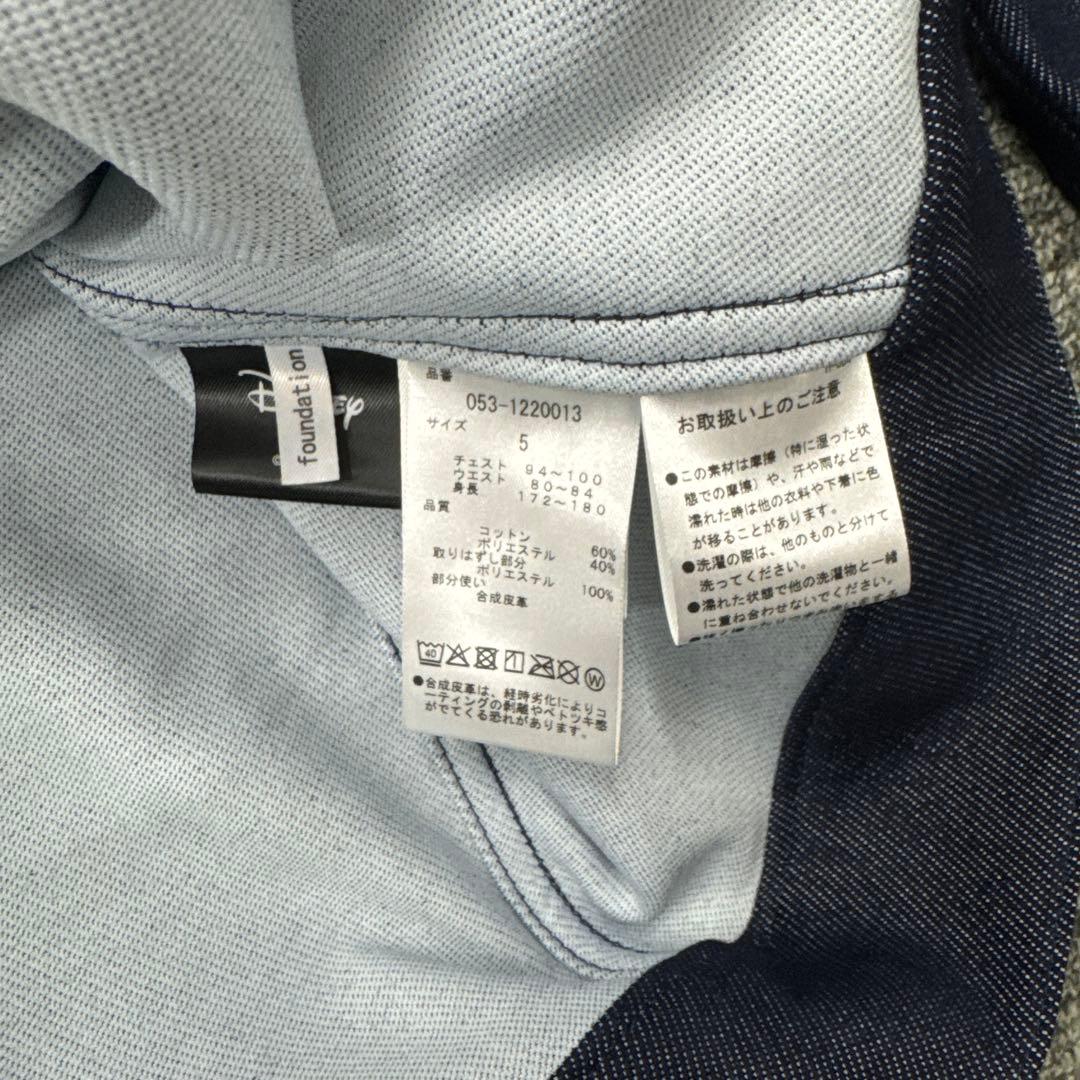 foundation
品番
053-1220013
サイズ
5
チェスト 94〜100
ウエスト 80〜84
身長 172〜180
品質
コットン 60%
ポリエステル 40%
取りはずし部分
ポリエステル 100%
部分使い
合成皮革
40
W
●合成皮革は、経時劣化によりコ
ーティングの剥離やベトツキ感
がでてくる恐れがあります。
お取扱い上のご注意
●この素材は摩擦(特に湿った状
態での摩擦)や、汗や雨などで
濡れた時は他の衣料や下着に色
が移ることがあります。
●洗濯の際は、他のものと分けて
洗ってください。
●濡れた状態で他の洗濯物と一緒
に重ね合わせないでください。